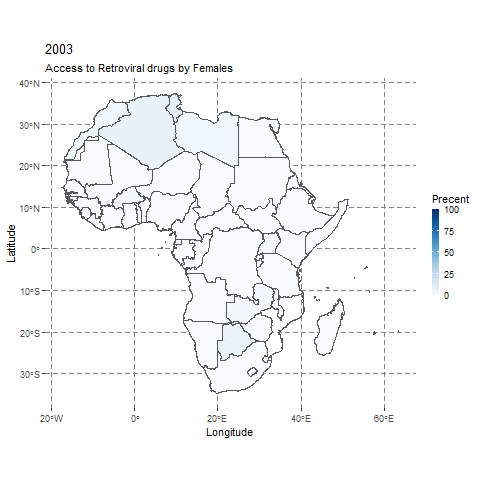 2003
Access to Retroviral drugs by Females
40°N
40°N
30°N
20°N
10°N
0°
10°S
20°S
30°S
20°W
0°
20°E
40°E
60°E
Longitude
Latitude
Precent
100
75
50
25
0